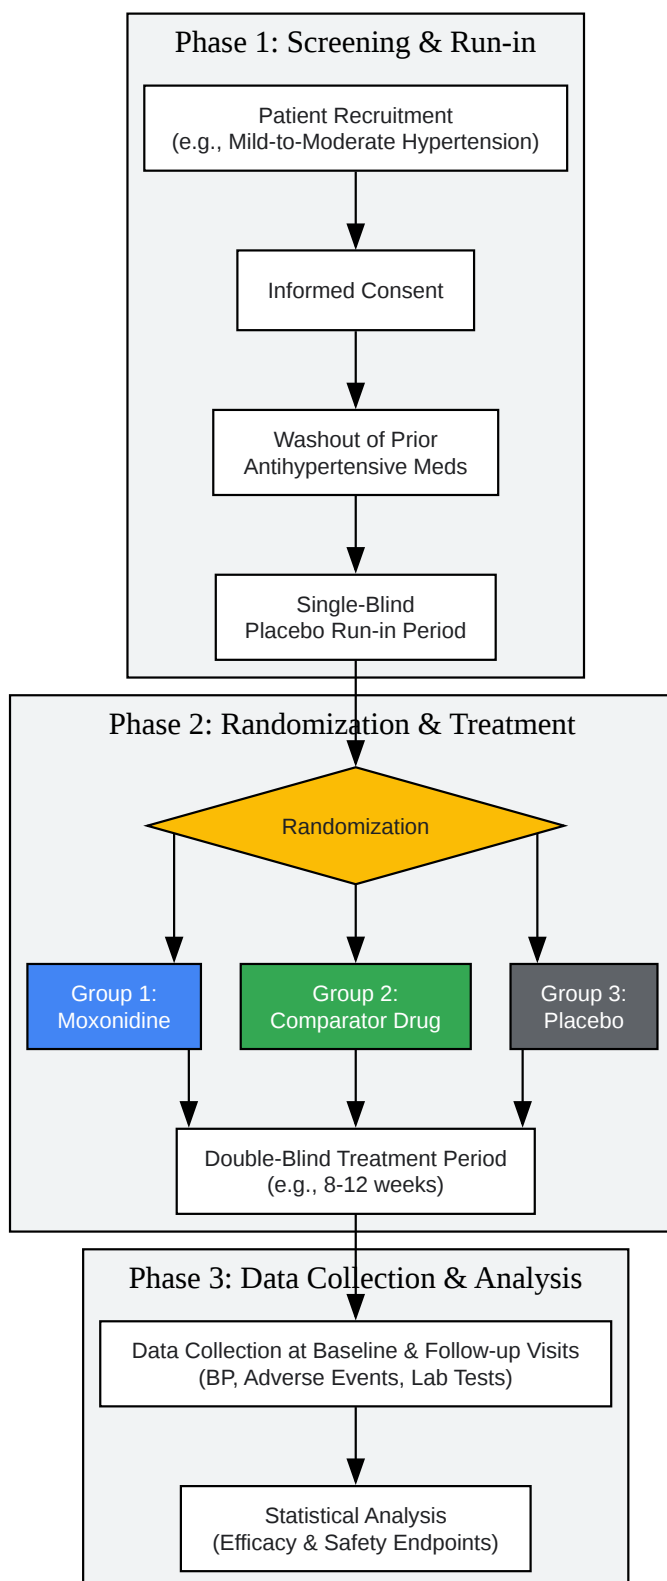 Phase 1: Screening & Run-in
Patient Recruitment
(e.g., Mild-to-Moderate Hypertension)
Informed Consent
Washout of Prior
Antihypertensive Meds
Single-Blind
Placebo Run-in Period
Phase 2: Randomization & Treatment
Randomization
Group 1:
Moxonidine
Group 2:
Comparator Drug
Group 3:
Placebo
Double-Blind Treatment Period
(e.g., 8-12 weeks)
Phase 3: Data Collection & Analysis
Data Collection at Baseline & Follow-up Visits
(BP, Adverse Events, Lab Tests)
Statistical Analysis
(Efficacy & Safety Endpoints)